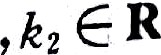 , k₂ ∈ R